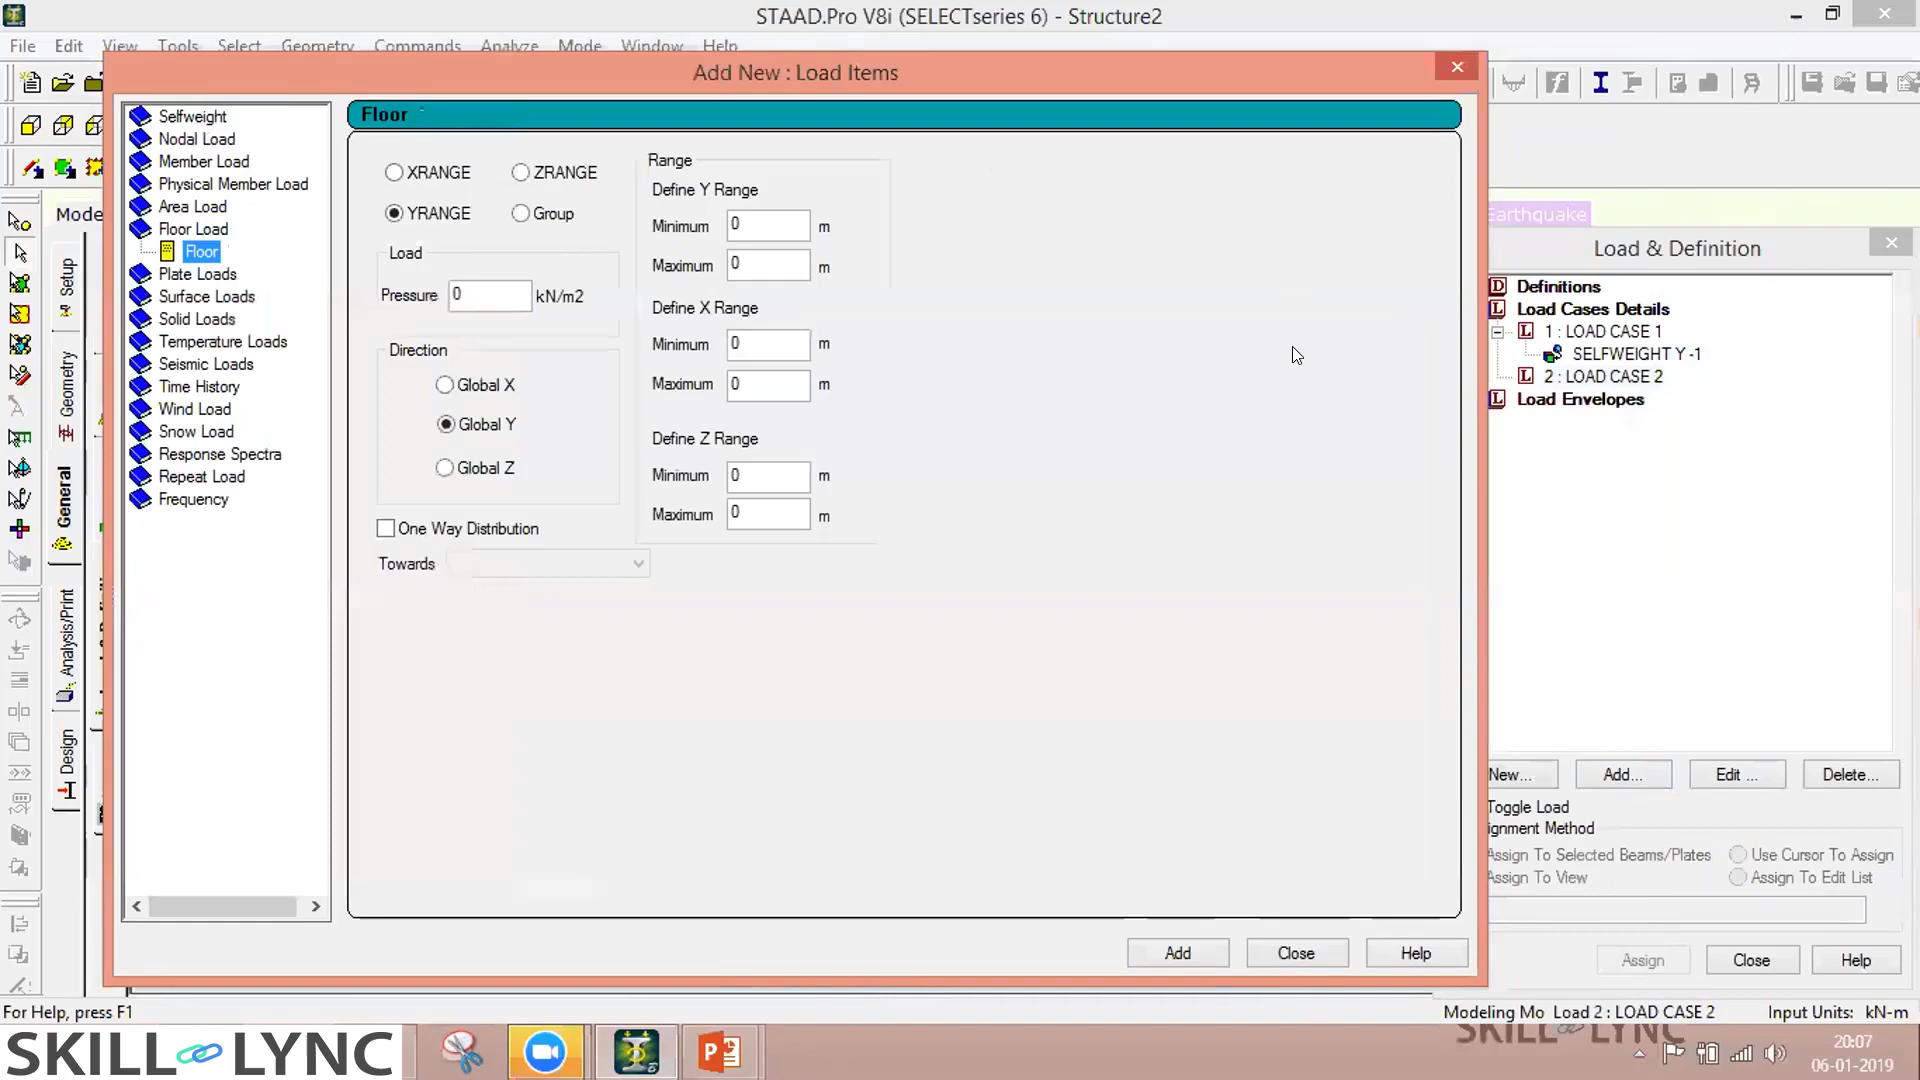 STAAD.Pro V8i (SELECTseries 6) - Structure2
File Edit View Tools Select Geometry Commands Analyze Mode Window Help
Add New : Load Items
Selfweight
Nodal Load
Member Load
Physical Member Load
Area Load
Floor Load
Floor
Plate Loads
Surface Loads
Solid Loads
Temperature Loads
Seismic Loads
Time History
Wind Load
Snow Load
Response Spectra
Repeat Load
Frequency
Floor
XRANGE ZRANGE
YRANGE Group
Load
Pressure 0 kN/m2
Direction
Global X
Global Y
Global Z
One Way Distribution
Towards
Range
Define Y Range
Minimum 0 m
Maximum 0 m
Define X Range
Minimum 0 m
Maximum 0 m
Define Z Range
Minimum 0 m
Maximum 0 m
Add Close Help
Mode
Setup
Geometry
General
Analysis/Print
Design
Earthquake
Load & Definition
Definitions
Load Cases Details
1 : LOAD CASE 1
SELFWEIGHT Y -1
2 : LOAD CASE 2
Load Envelopes
New... Add... Edit ... Delete...
Toggle Load
ignment Method
Assign To Selected Beams/Plates Use Cursor To Assign
Assign To View Assign To Edit List
Assign Close Help
For Help, press F1
Modeling Mo Load 2 : LOAD CASE 2 Input Units: kN-m
SKILL LYNC
SKILL LYNC
20:07
06-01-2019